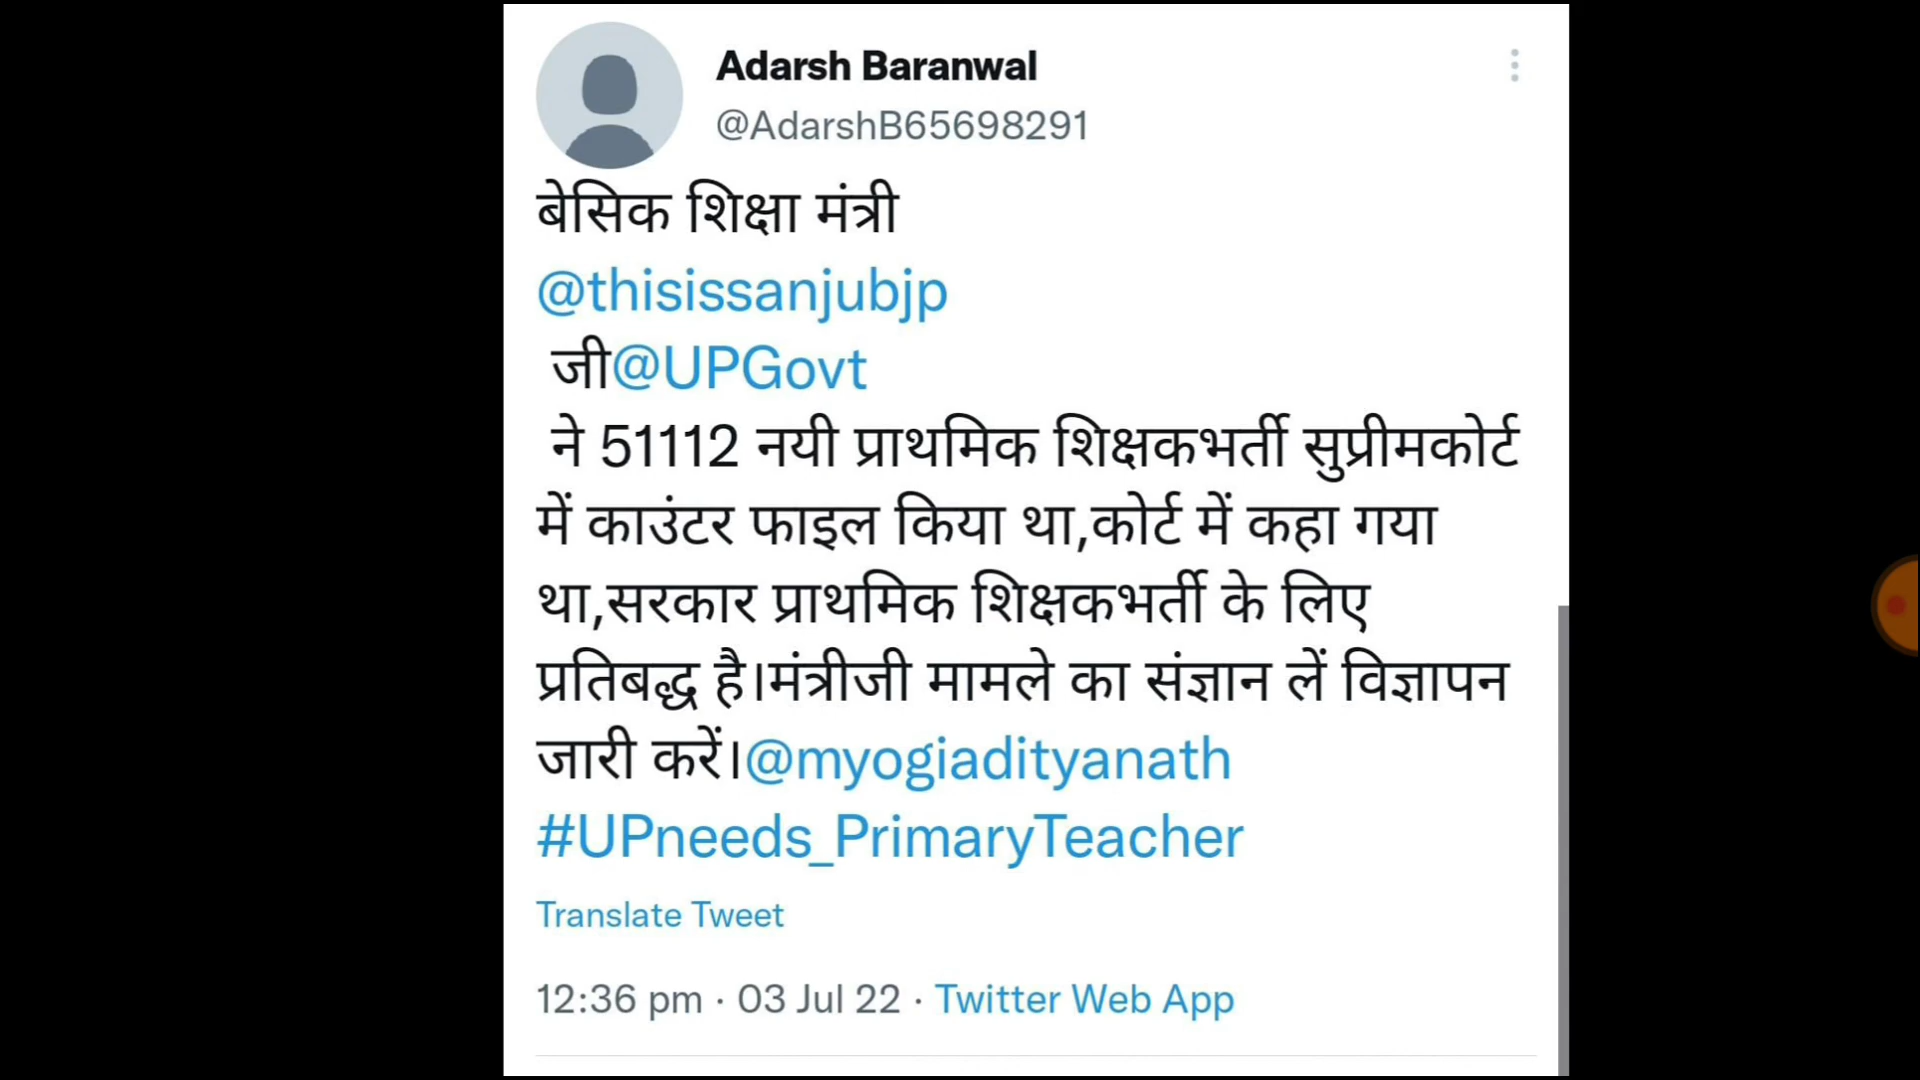 Adarsh Baranwal
@AdarshB65698291
बेसिक शिक्षा मंत्री
@thisissanjubjp
जी@UPGovt
ने 51112 नयी प्राथमिक शिक्षकभर्ती सुप्रीमकोर्ट
में काउंटर फाइल किया था,कोर्ट में कहा गया
था,सरकार प्राथमिक शिक्षकभर्ती के लिए
प्रतिबद्ध है।मंत्रीजी मामले का संज्ञान लें विज्ञापन
जारी करें।@myogiadityanath
#UPneeds_PrimaryTeacher
Translate Tweet
12:36 pm · 03 Jul 22 · Twitter Web App